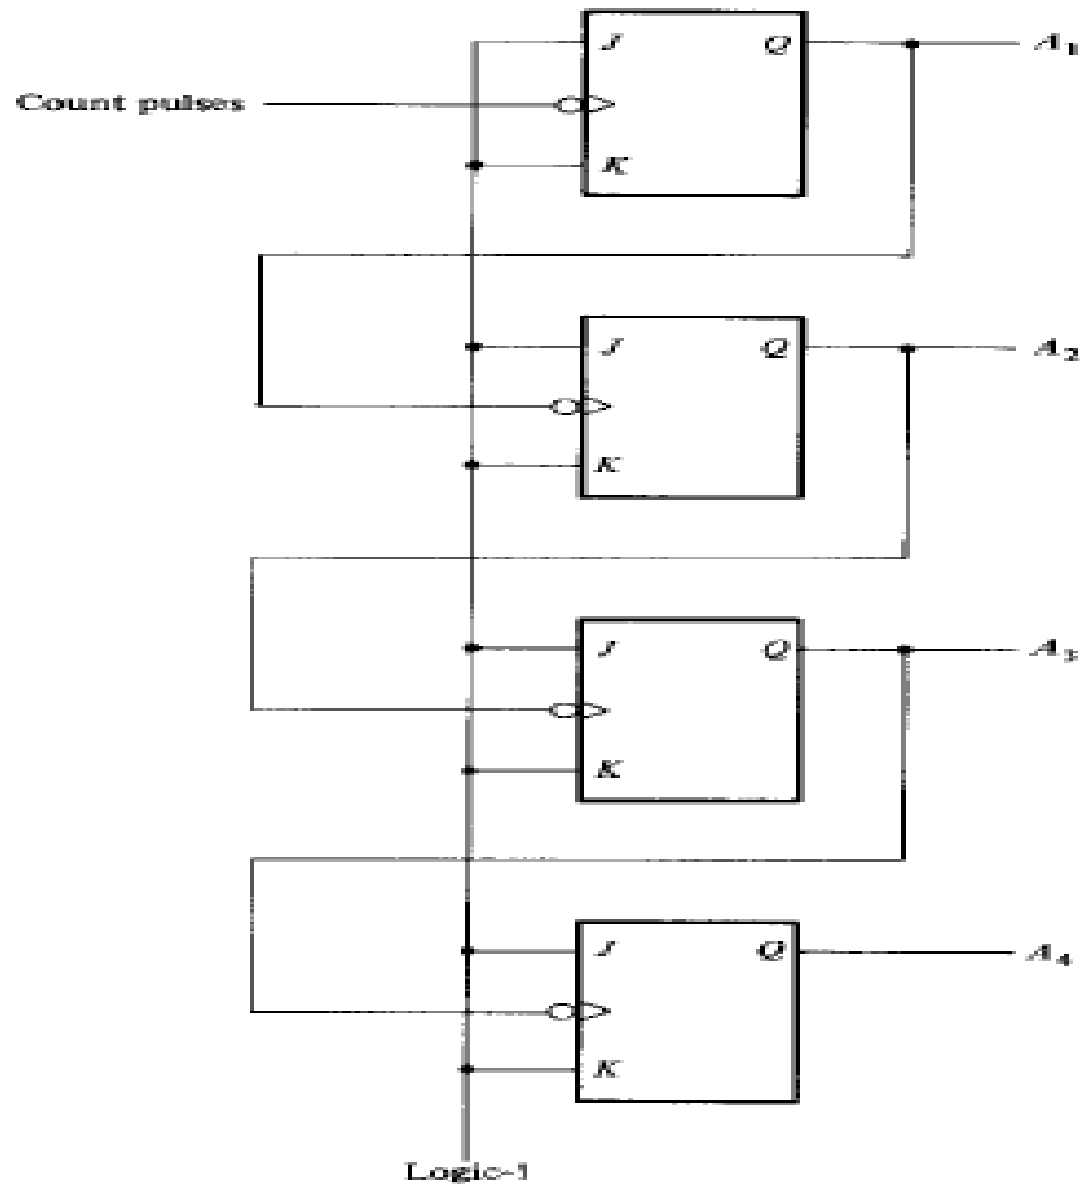 J Q A₁
Count pulses
K
J Q A₂
K
J Q A₃
K
J Q A₄
K
Logic-1